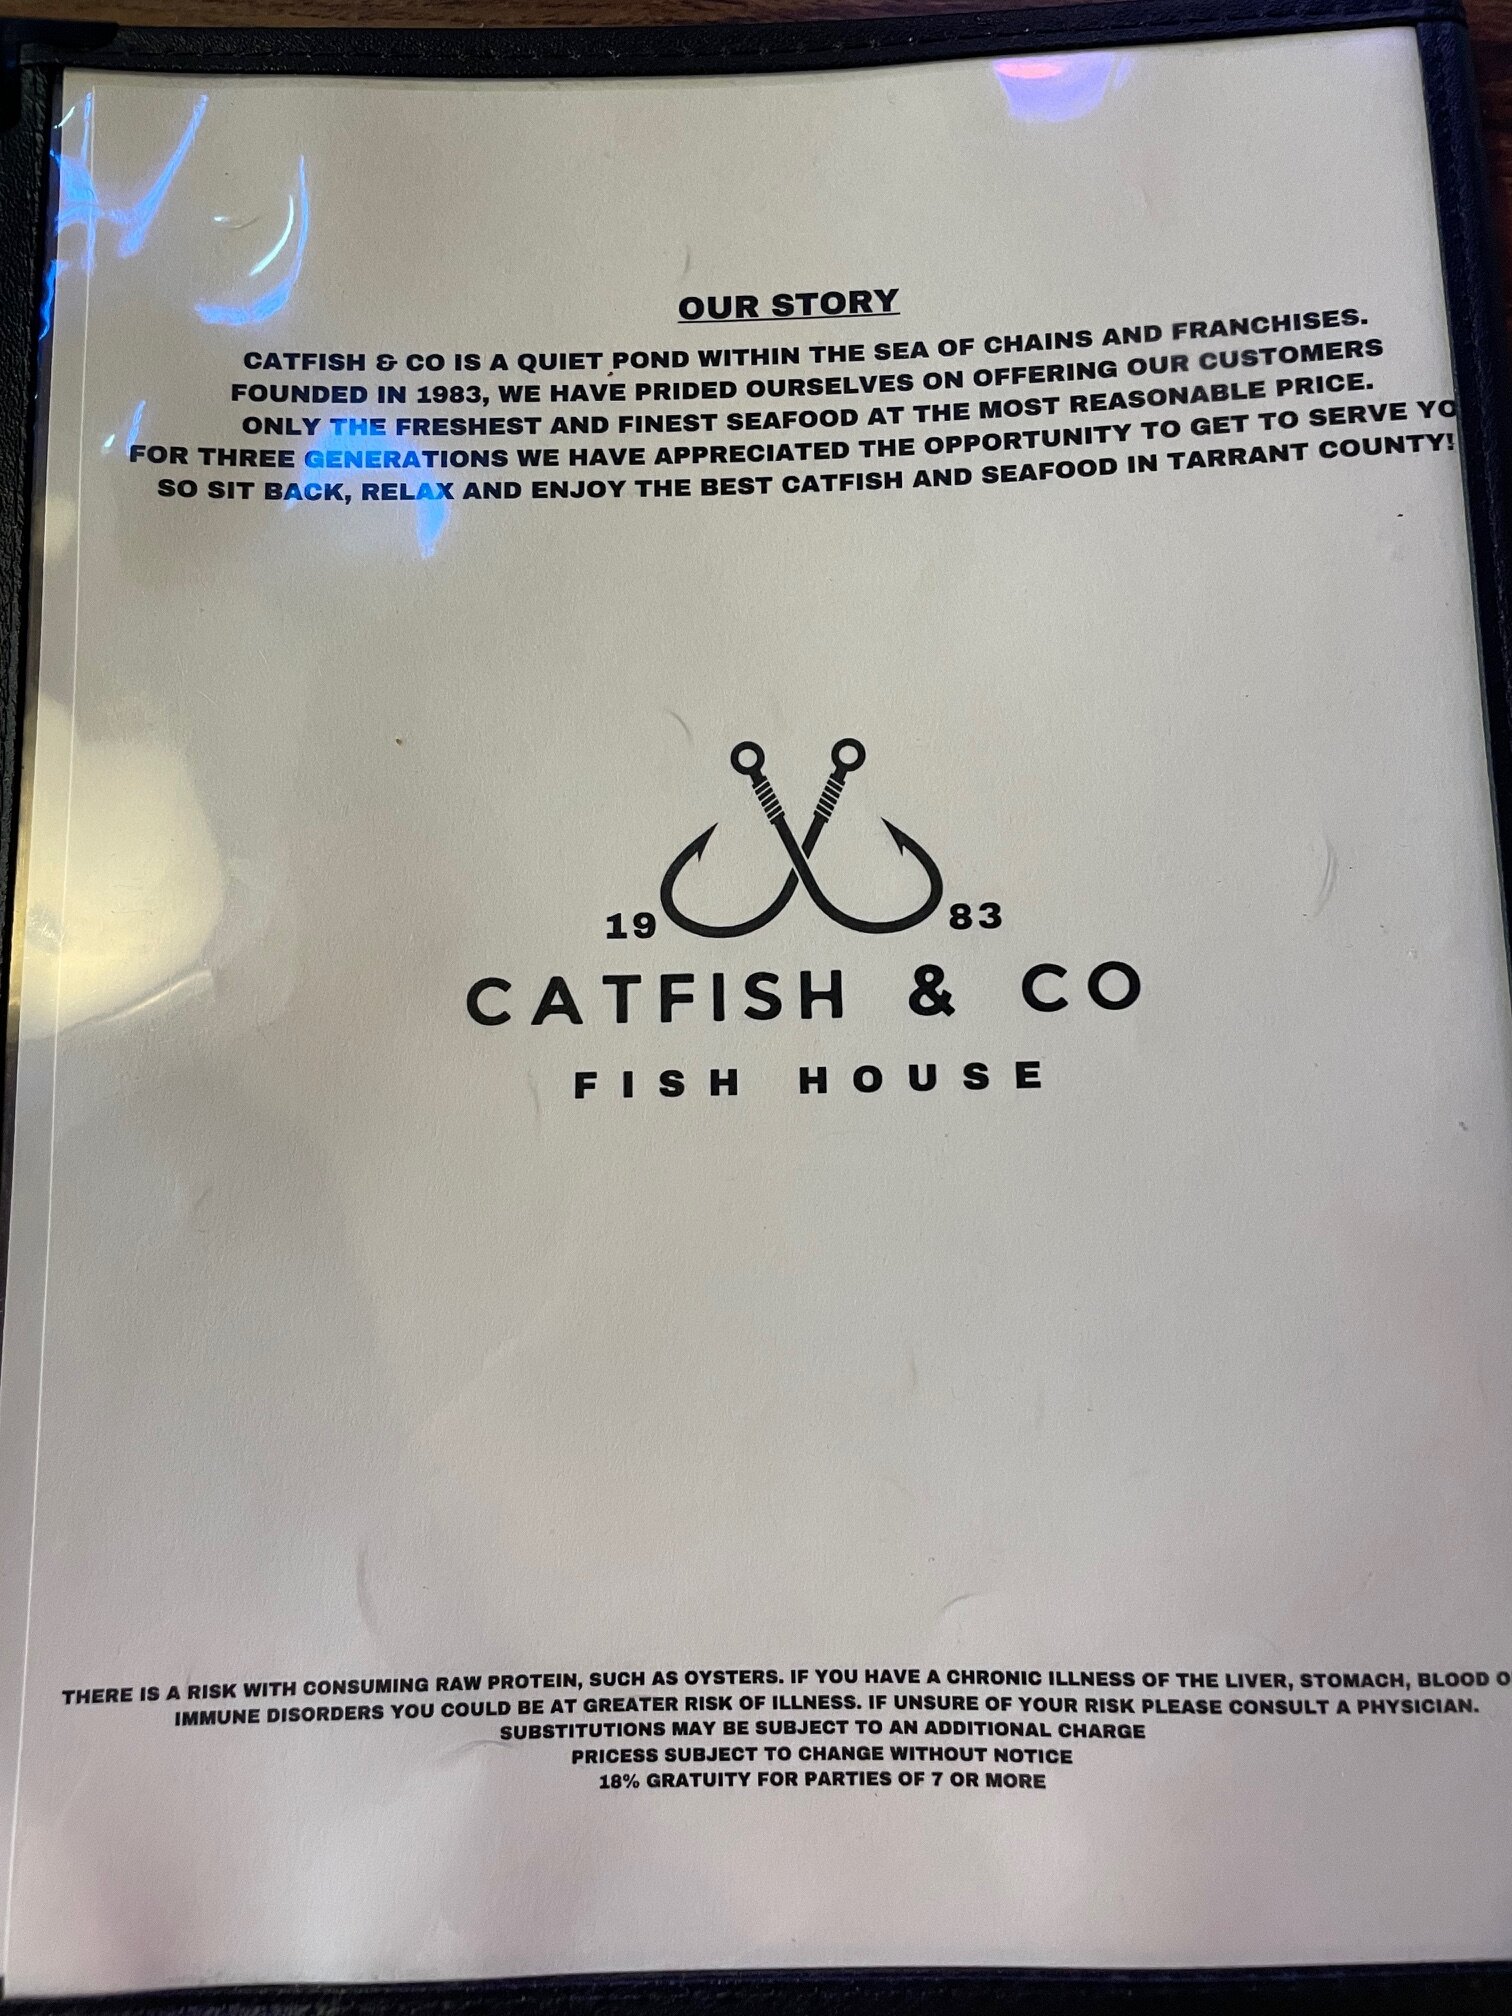 OUR STORY
CATFISH & CO IS A QUIET POND WITHIN THE SEA OF CHAINS AND FRANCHISES.
FOUNDED IN 1983, WE HAVE PRIDED OURSELVES ON OFFERING OUR CUSTOMERS
ONLY THE FRESHEST AND FINEST SEAFOOD AT THE MOST REASONABLE PRICE.
FOR THREE GENERATIONS WE HAVE APPRECIATED THE OPPORTUNITY TO GET TO SERVE
SO SIT BACK, RELAX AND ENJOY THE BEST CATFISH AND SEAFOOD IN TARRANT COUNTY!
19 83
CATFISH & CO
FISH HOUSE
THERE IS A RISK WITH CONSUMING RAW PROTEIN, SUCH AS OYSTERS. IF YOU HAVE A CHRONIC ILLNESS OF THE LIVER, STOMACH, BLOOD
IMMUNE DISORDERS YOU COULD BE AT GREATER RISK OF ILLNESS. IF UNSURE OF YOUR RISK PLEASE CONSULT A PHYSICIAN.
SUBSTITUTIONS MAY BE SUBJECT TO AN ADDITIONAL CHARGE
PRICESS SUBJECT TO CHANGE WITHOUT NOTICE
18% GRATUITY FOR PARTIES OF 7 OR MORE